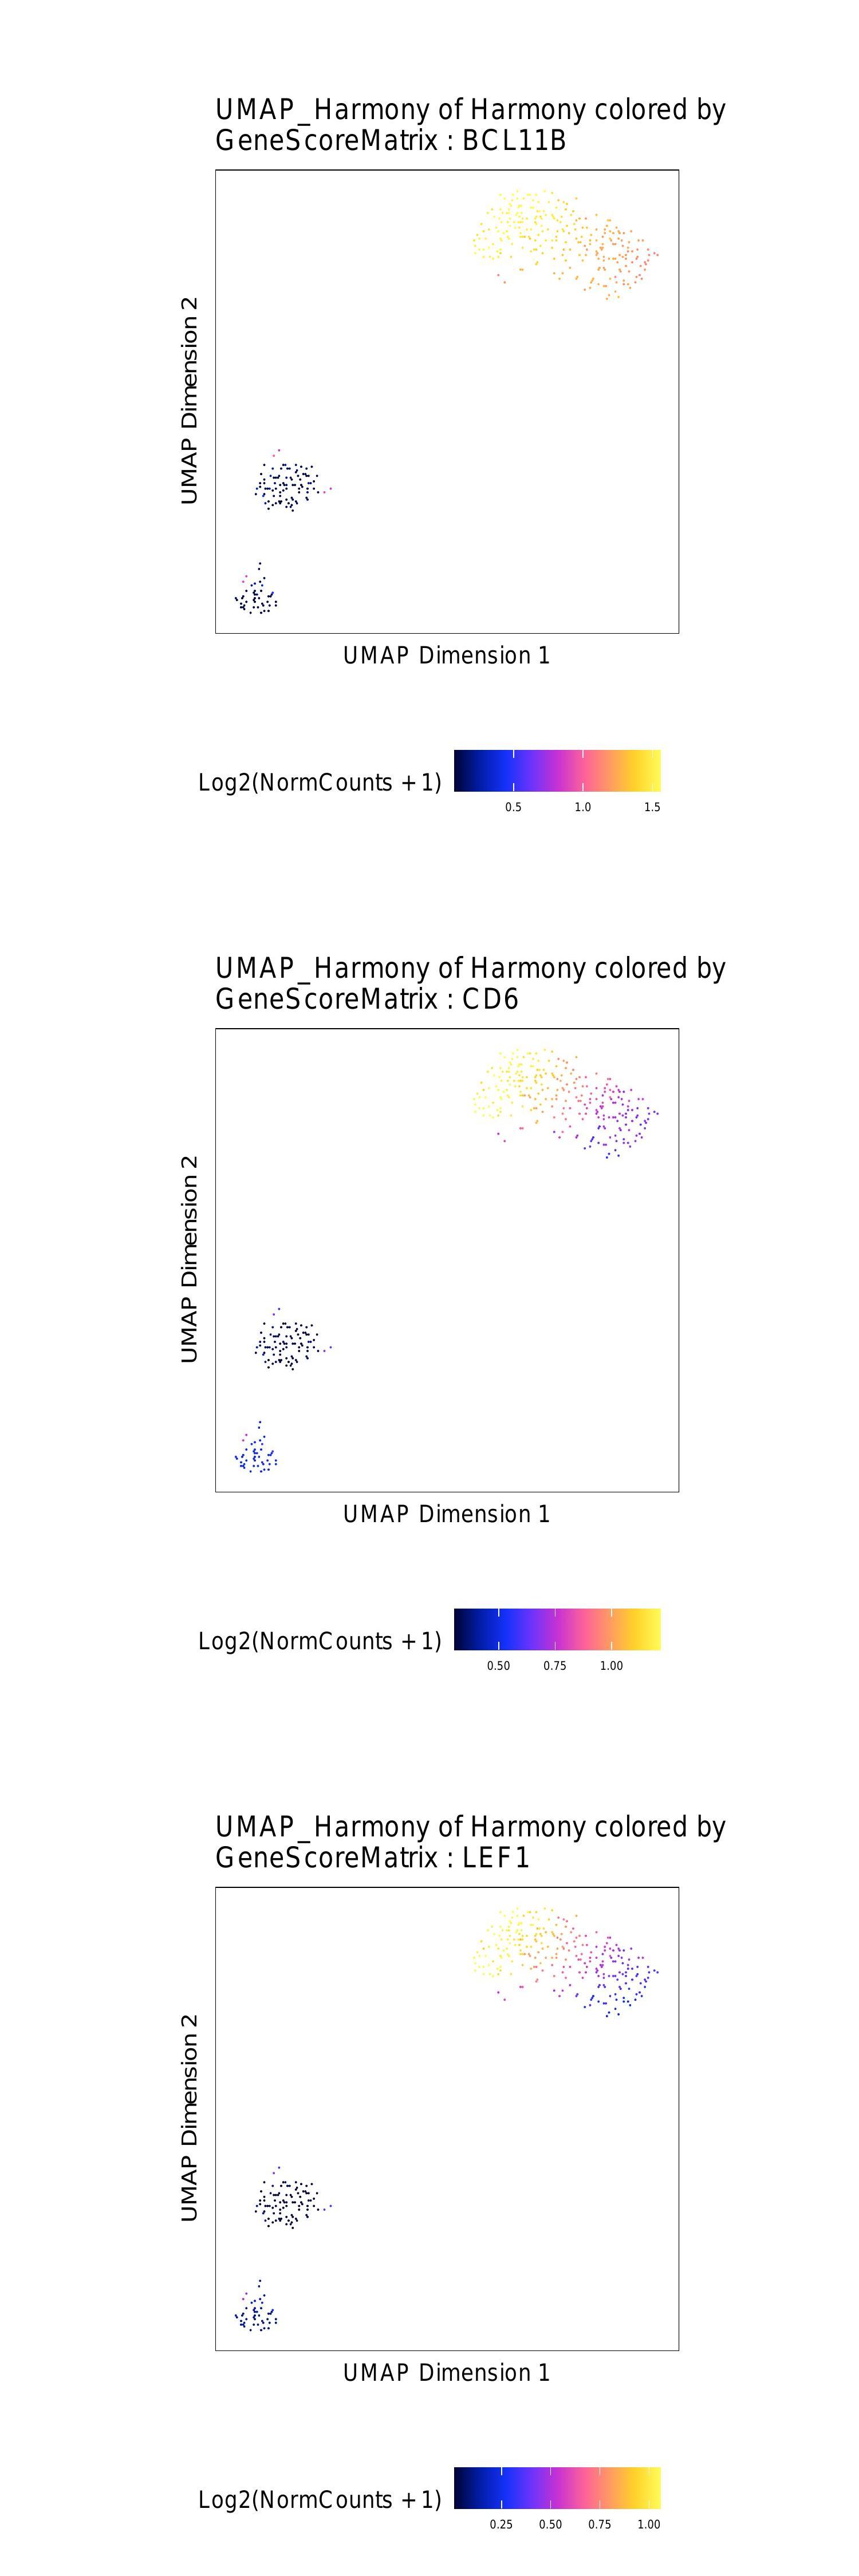 UMAP_Harmony of Harmony colored by
GeneScoreMatrix : BCL11B
UMAP Dimension 2
UMAP Dimension 1
Log2(NormCounts +1)
0.5 1.0 1.5
UMAP_Harmony of Harmony colored by
GeneScoreMatrix : CD6
UMAP Dimension 2
UMAP Dimension 1
Log2(NormCounts +1)
0.50 0.75 1.00
UMAP_Harmony of Harmony colored by
GeneScoreMatrix : LEF1
UMAP Dimension 2
UMAP Dimension 1
Log2(NormCounts +1)
0.25 0.50 0.75 1.00